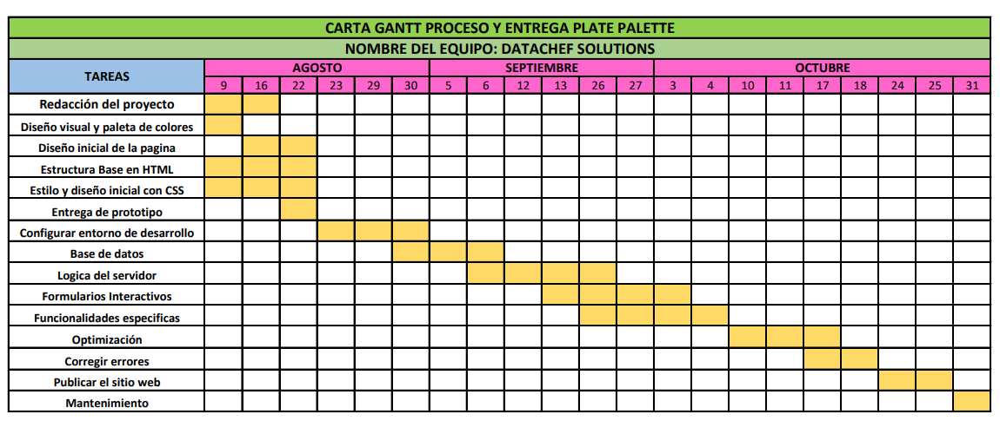 CARTA GANTT PROCESO Y ENTREGA PLATE PALETTE
NOMBRE DEL EQUIPO: DATACHEF SOLUTIONS
TAREAS
AGOSTO SEPTIEMBRE OCTUBRE
9 16 22 23 29 30 5 6 12 13 26 27 3 4 10 11 17 18 24 25 31
Redacción del proyecto
Diseño visual y paleta de colores
Diseño inicial de la pagina
Estructura Base en HTML
Estilo y diseño inicial con CSS
Entrega de prototipo
Configurar entorno de desarrollo
Base de datos
Logica del servidor
Formularios Interactivos
Funcionalidades especificas
Optimización
Corregir errores
Publicar el sitio web
Mantenimiento